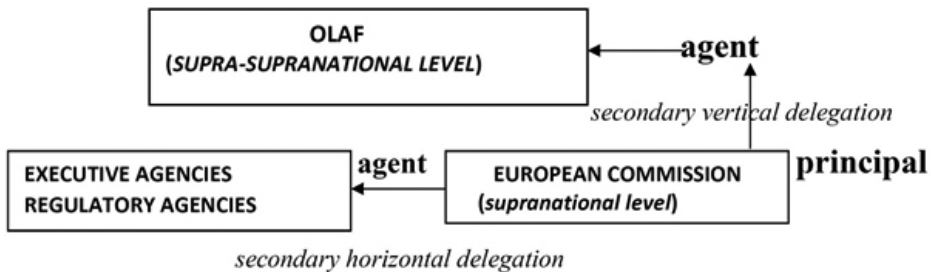 OLAF
(SUPRA-SUPRANATIONAL LEVEL)
agent
secondary vertical delegation
EXECUTIVE AGENCIES
REGULATORY AGENCIES
agent
EUROPEAN COMMISSION
(supranational level)
principal
secondary horizontal delegation